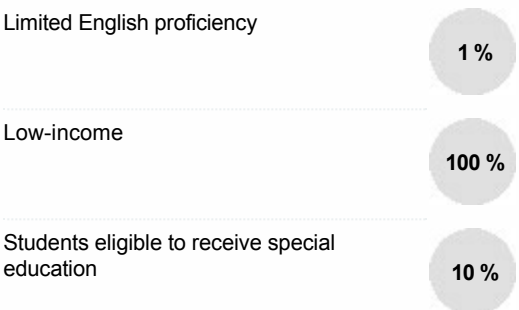 Limited English proficiency
1 %
Low-income
100 %
Students eligible to receive special
education
10 %